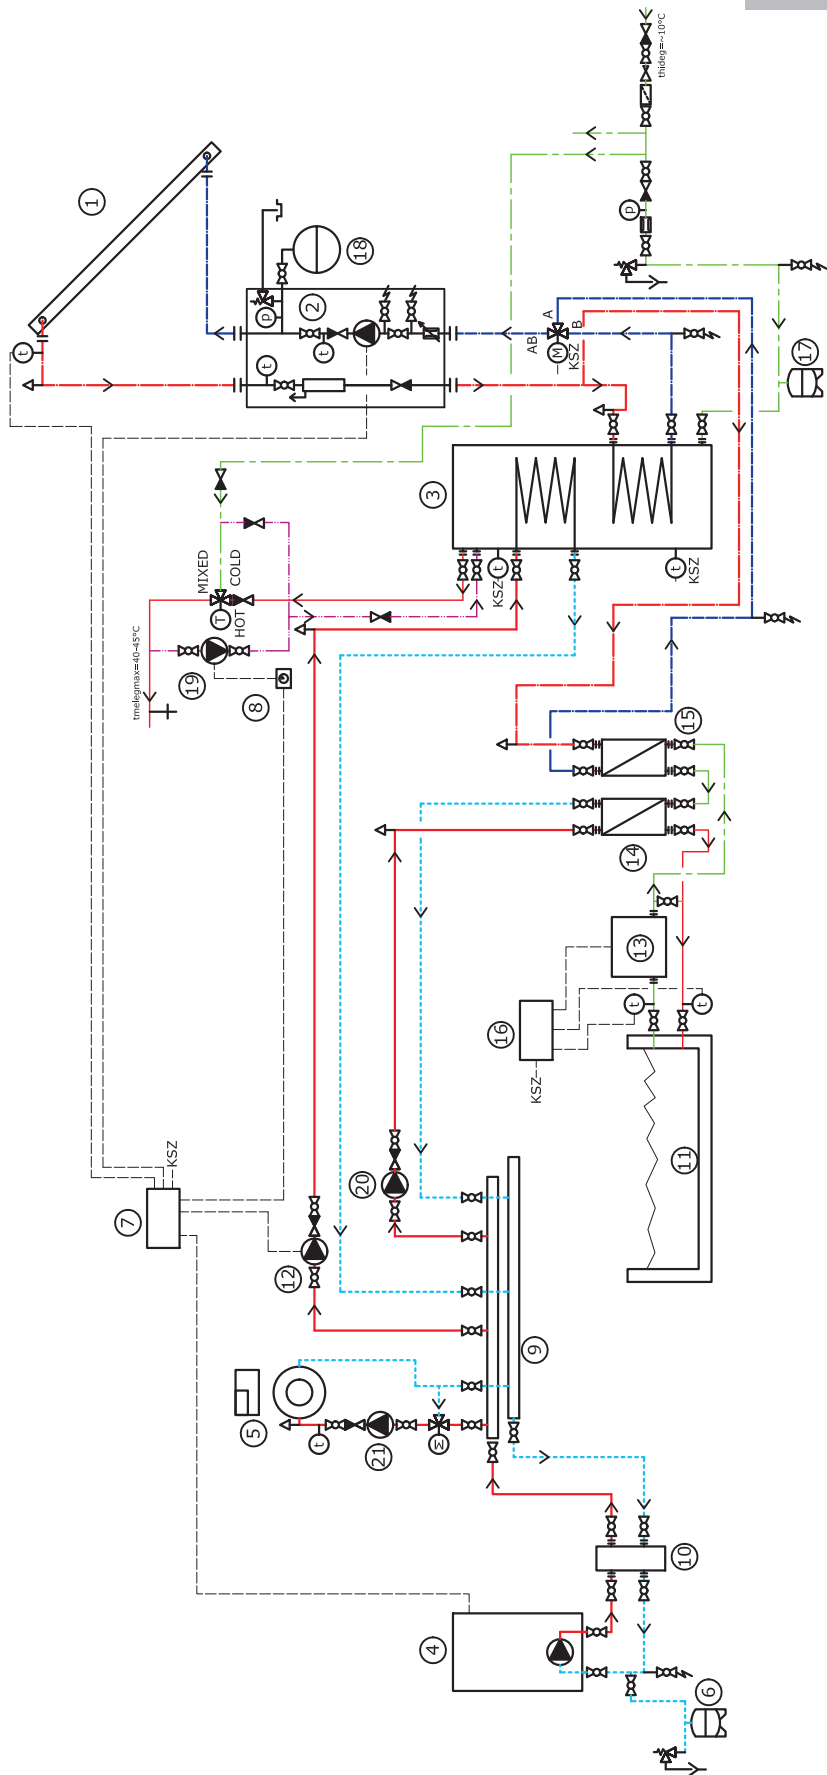 1
t
p
18
2
t
t
AB
A
B
M
KSZ
thideg=~10°C
p
17
3
t
KSZ
t
KSZ
MIXED
COLD
HOT
T
tmelegmax=40-45°C
19
8
15
14
13
16
KSZ
t
t
11
7
KSZ
20
12
9
5
t
21
M
10
4
6